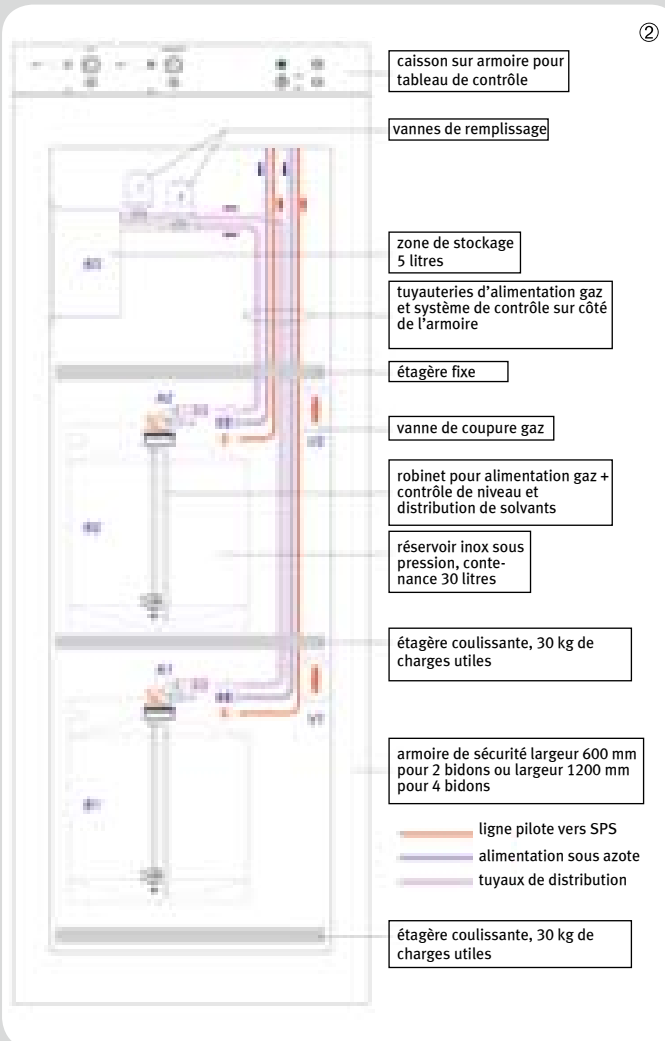 ②
caisson sur armoire pour
tableau de contrôle
vannes de remplissage
zone de stockage
5 litres
tuyauteries d'alimentation gaz
et système de contrôle sur côté
de l'armoire
étagère fixe
vanne de coupure gaz
robinet pour alimentation gaz +
contrôle de niveau et
distribution de solvants
réservoir inox sous
pression, conte-
nance 30 litres
étagère coulissante, 30 kg de
charges utiles
armoire de sécurité largeur 600 mm
pour 2 bidons ou largeur 1200 mm
pour 4 bidons
ligne pilote vers SPS
alimentation sous azote
tuyaux de distribution
étagère coulissante, 30 kg de
charges utiles